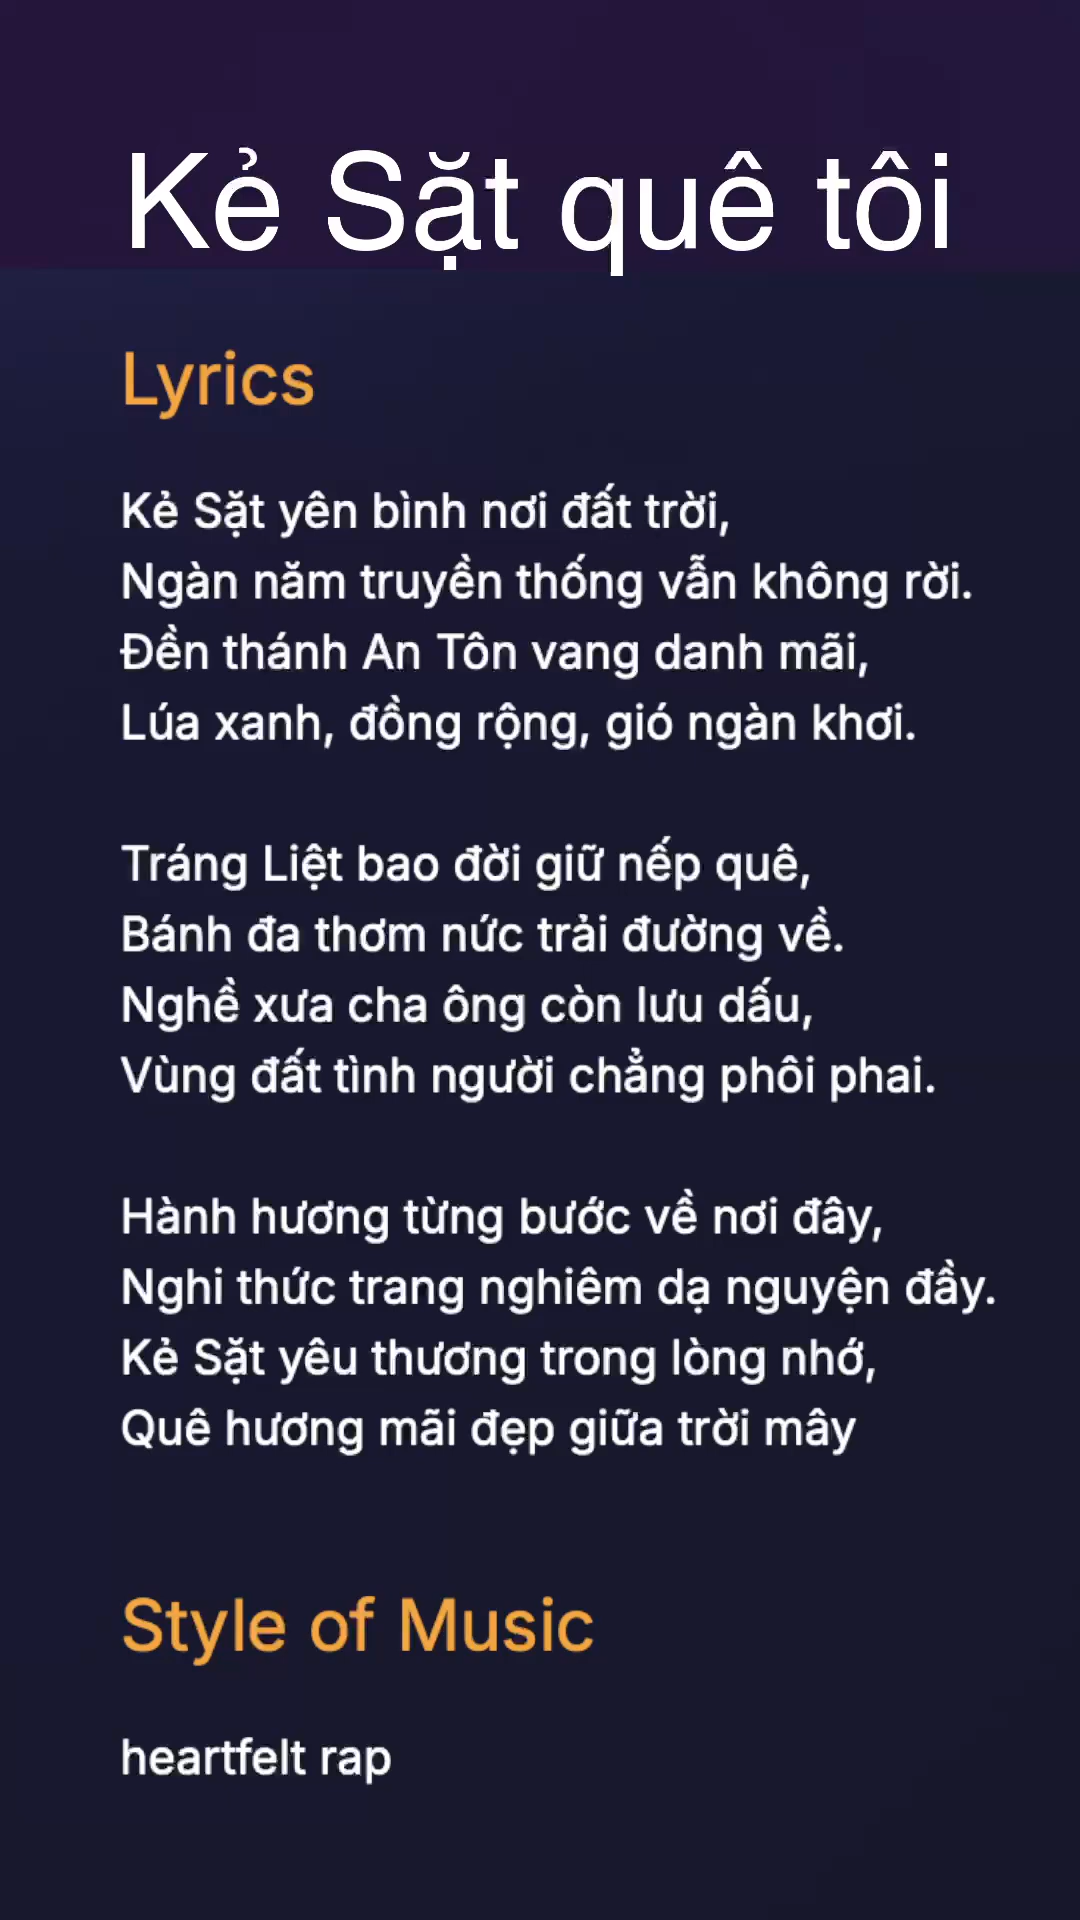 Kẻ Sặt quê tôi
Lyrics
Kẻ Sặt yên bình nơi đất trời,
Ngàn năm truyền thống vẫn không rời.
Đền thánh An Tôn vang danh mãi,
Lúa xanh, đồng rộng, gió ngàn khơi.
Tráng Liệt bao đời giữ nếp quê,
Bánh đa thơm nức trải đường về.
Nghề xưa cha ông còn lưu dấu,
Vùng đất tình người chẳng phôi phai.
Hành hương từng bước về nơi đây,
Nghi thức trang nghiêm dạ nguyện đầy.
Kẻ Sặt yêu thương trong lòng nhớ,
Quê hương mãi đẹp giữa trời mây
Style of Music
heartfelt rap